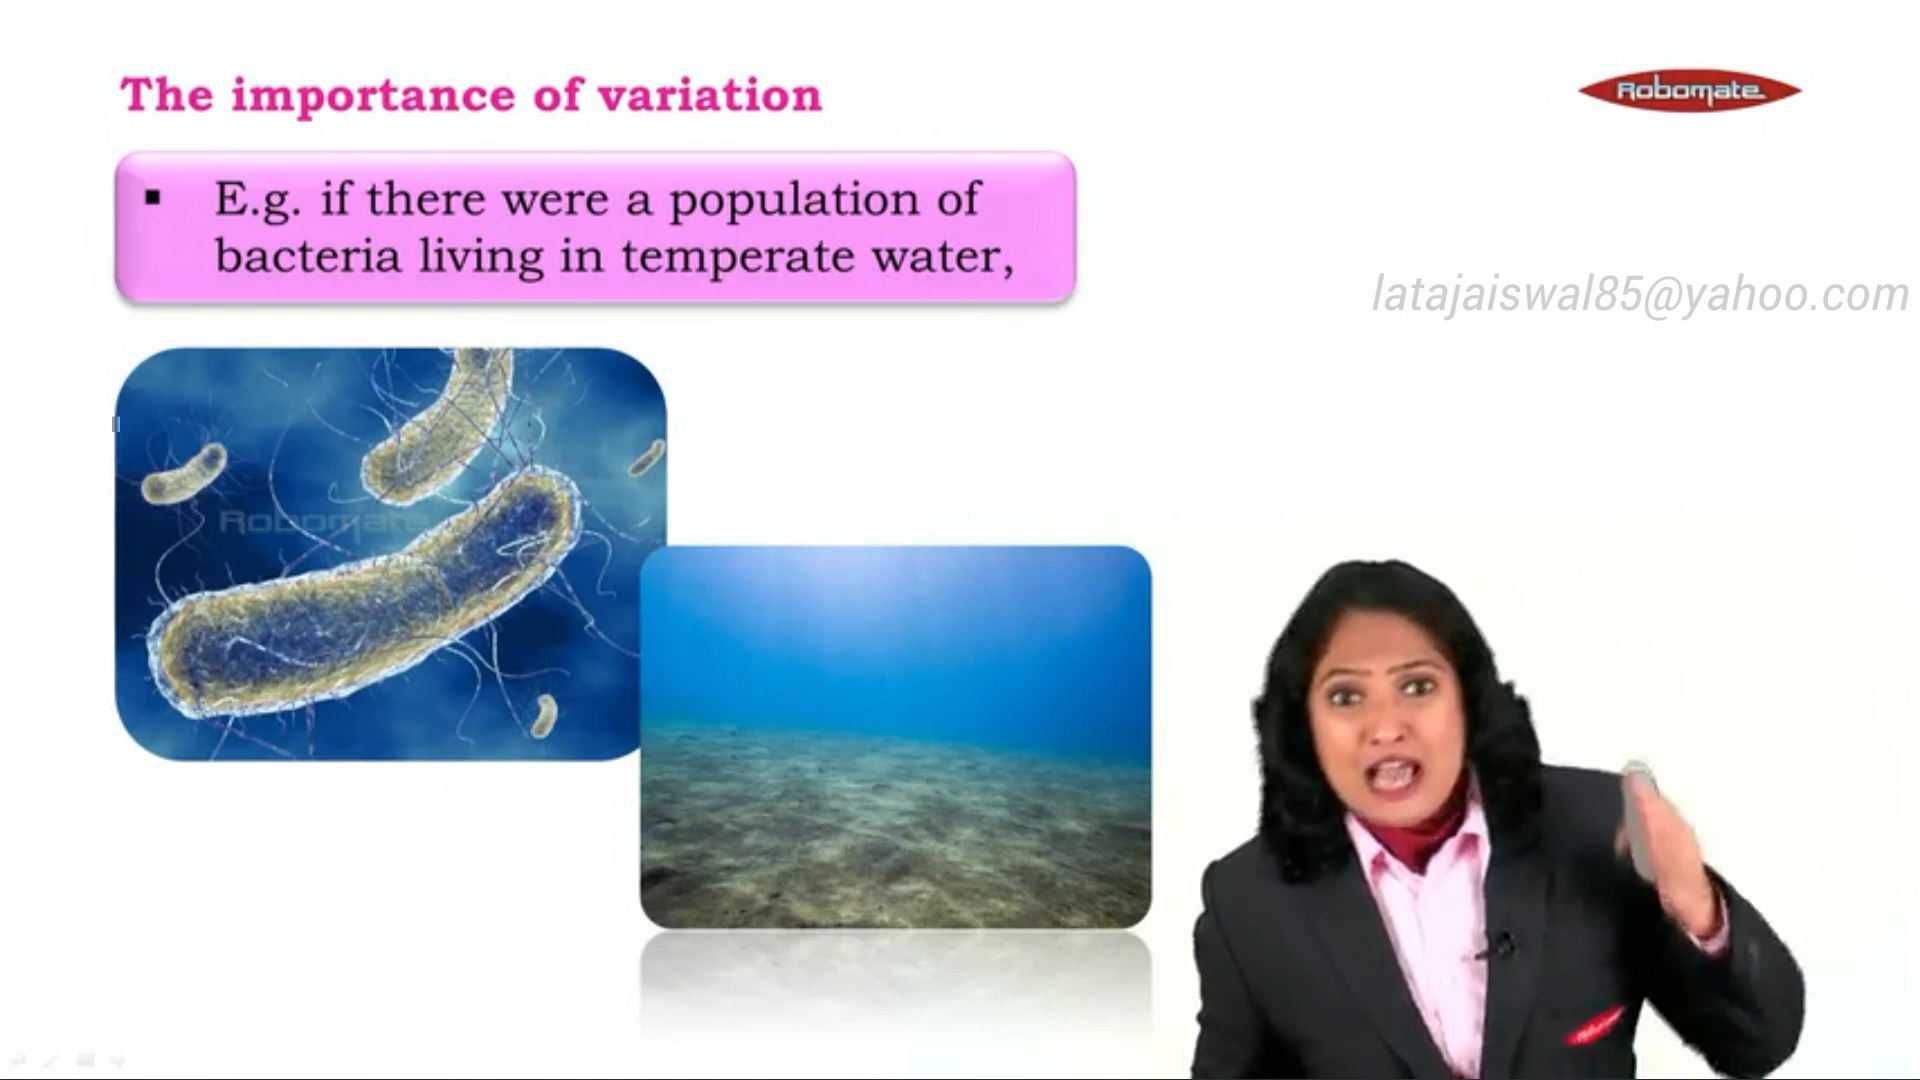 The importance of variation
Robomate
▪ E.g. if there were a population of
bacteria living in temperate water,
latajaiswal85@yahoo.com
Robomate
Robomate